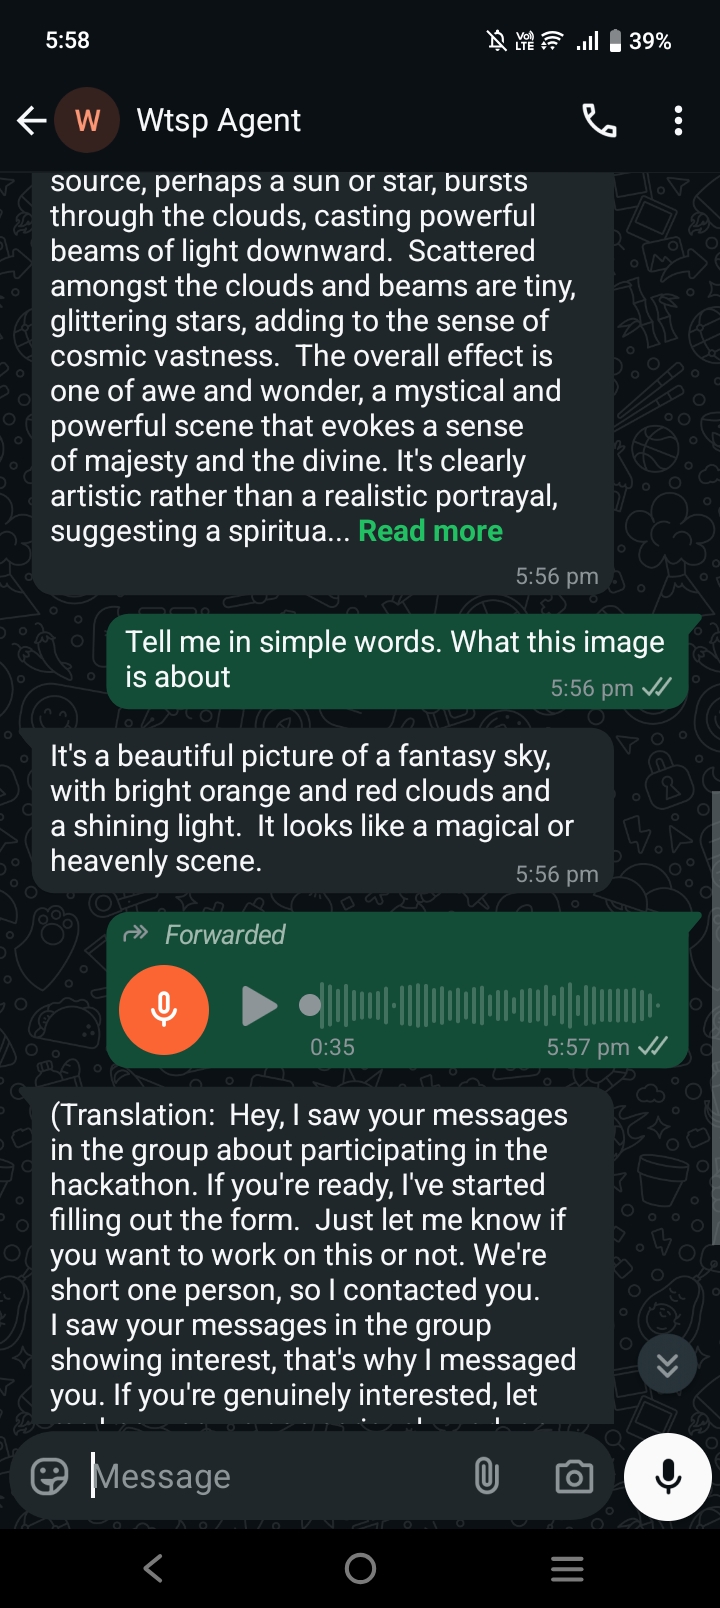 5:58
Vo) LTE
39%
W
Wtsp Agent
source, perhaps a sun or star, bursts
through the clouds, casting powerful
beams of light downward.  Scattered
amongst the clouds and beams are tiny,
glittering stars, adding to the sense of
cosmic vastness.  The overall effect is
one of awe and wonder, a mystical and
powerful scene that evokes a sense
of majesty and the divine. It's clearly
artistic rather than a realistic portrayal,
suggesting a spiritua... Read more
5:56 pm
Tell me in simple words. What this image
is about
5:56 pm
It's a beautiful picture of a fantasy sky,
with bright orange and red clouds and
a shining light.  It looks like a magical or
heavenly scene.
5:56 pm
Forwarded
0:35
5:57 pm
(Translation:  Hey, I saw your messages
in the group about participating in the
hackathon. If you're ready, I've started
filling out the form.  Just let me know if
you want to work on this or not. We're
short one person, so I contacted you.
I saw your messages in the group
showing interest, that's why I messaged
you. If you're genuinely interested, let
Message